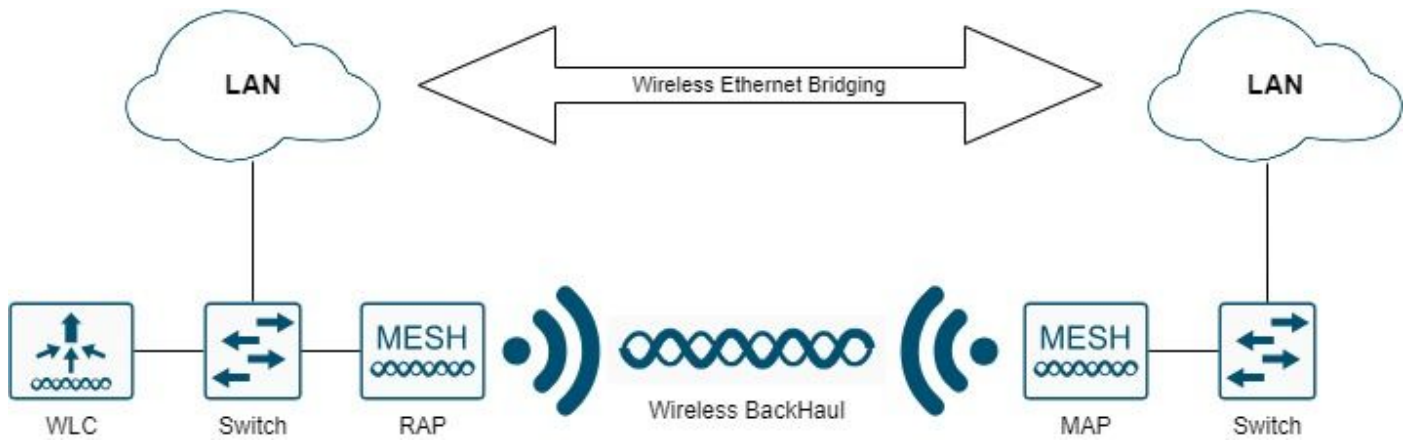 LAN
Wireless Ethernet Bridging
LAN
MESH
MESH
Wireless BackHaul
WLC
Switch
RAP
MAP
Switch